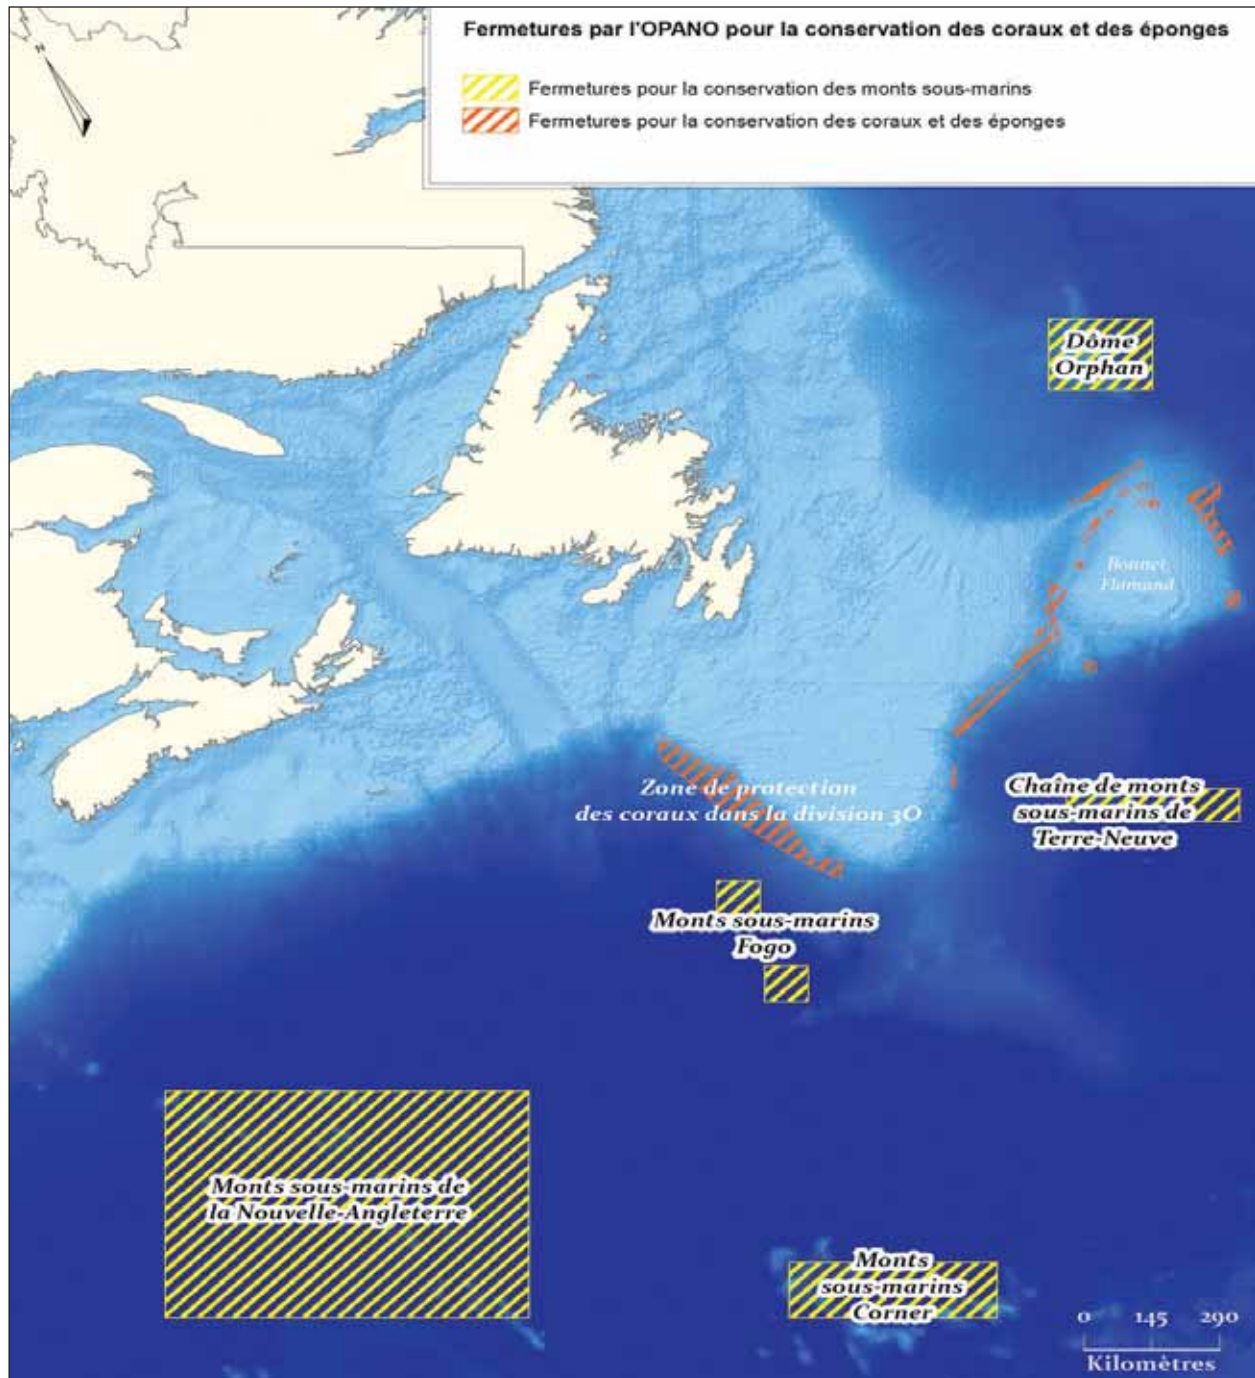 Fermetures par l'OPANO pour la conservation des coraux et des éponges
Fermetures pour la conservation des monts sous-marins
Fermetures pour la conservation des coraux et des éponges
N
Dôme
Orphan
Bonnet
Flamand
Zone de protection
des coraux dans la division 3O
Chaîne de monts
sous-marins de
Terre-Neuve
Monts sous-marins
Fogo
Monts sous-marins de
la Nouvelle-Angleterre
Monts
sous-marins
Corner
0 145 290
Kilomètres